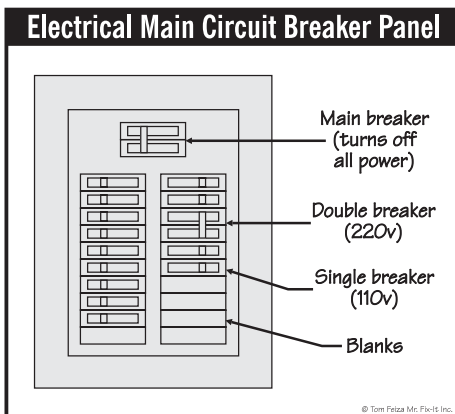 Electrical Main Circuit Breaker Panel
Main breaker
(turns off
all power)
Double breaker
(220v)
Single breaker
(110v)
Blanks
© Tom Feiza Mr. Fix-It Inc.